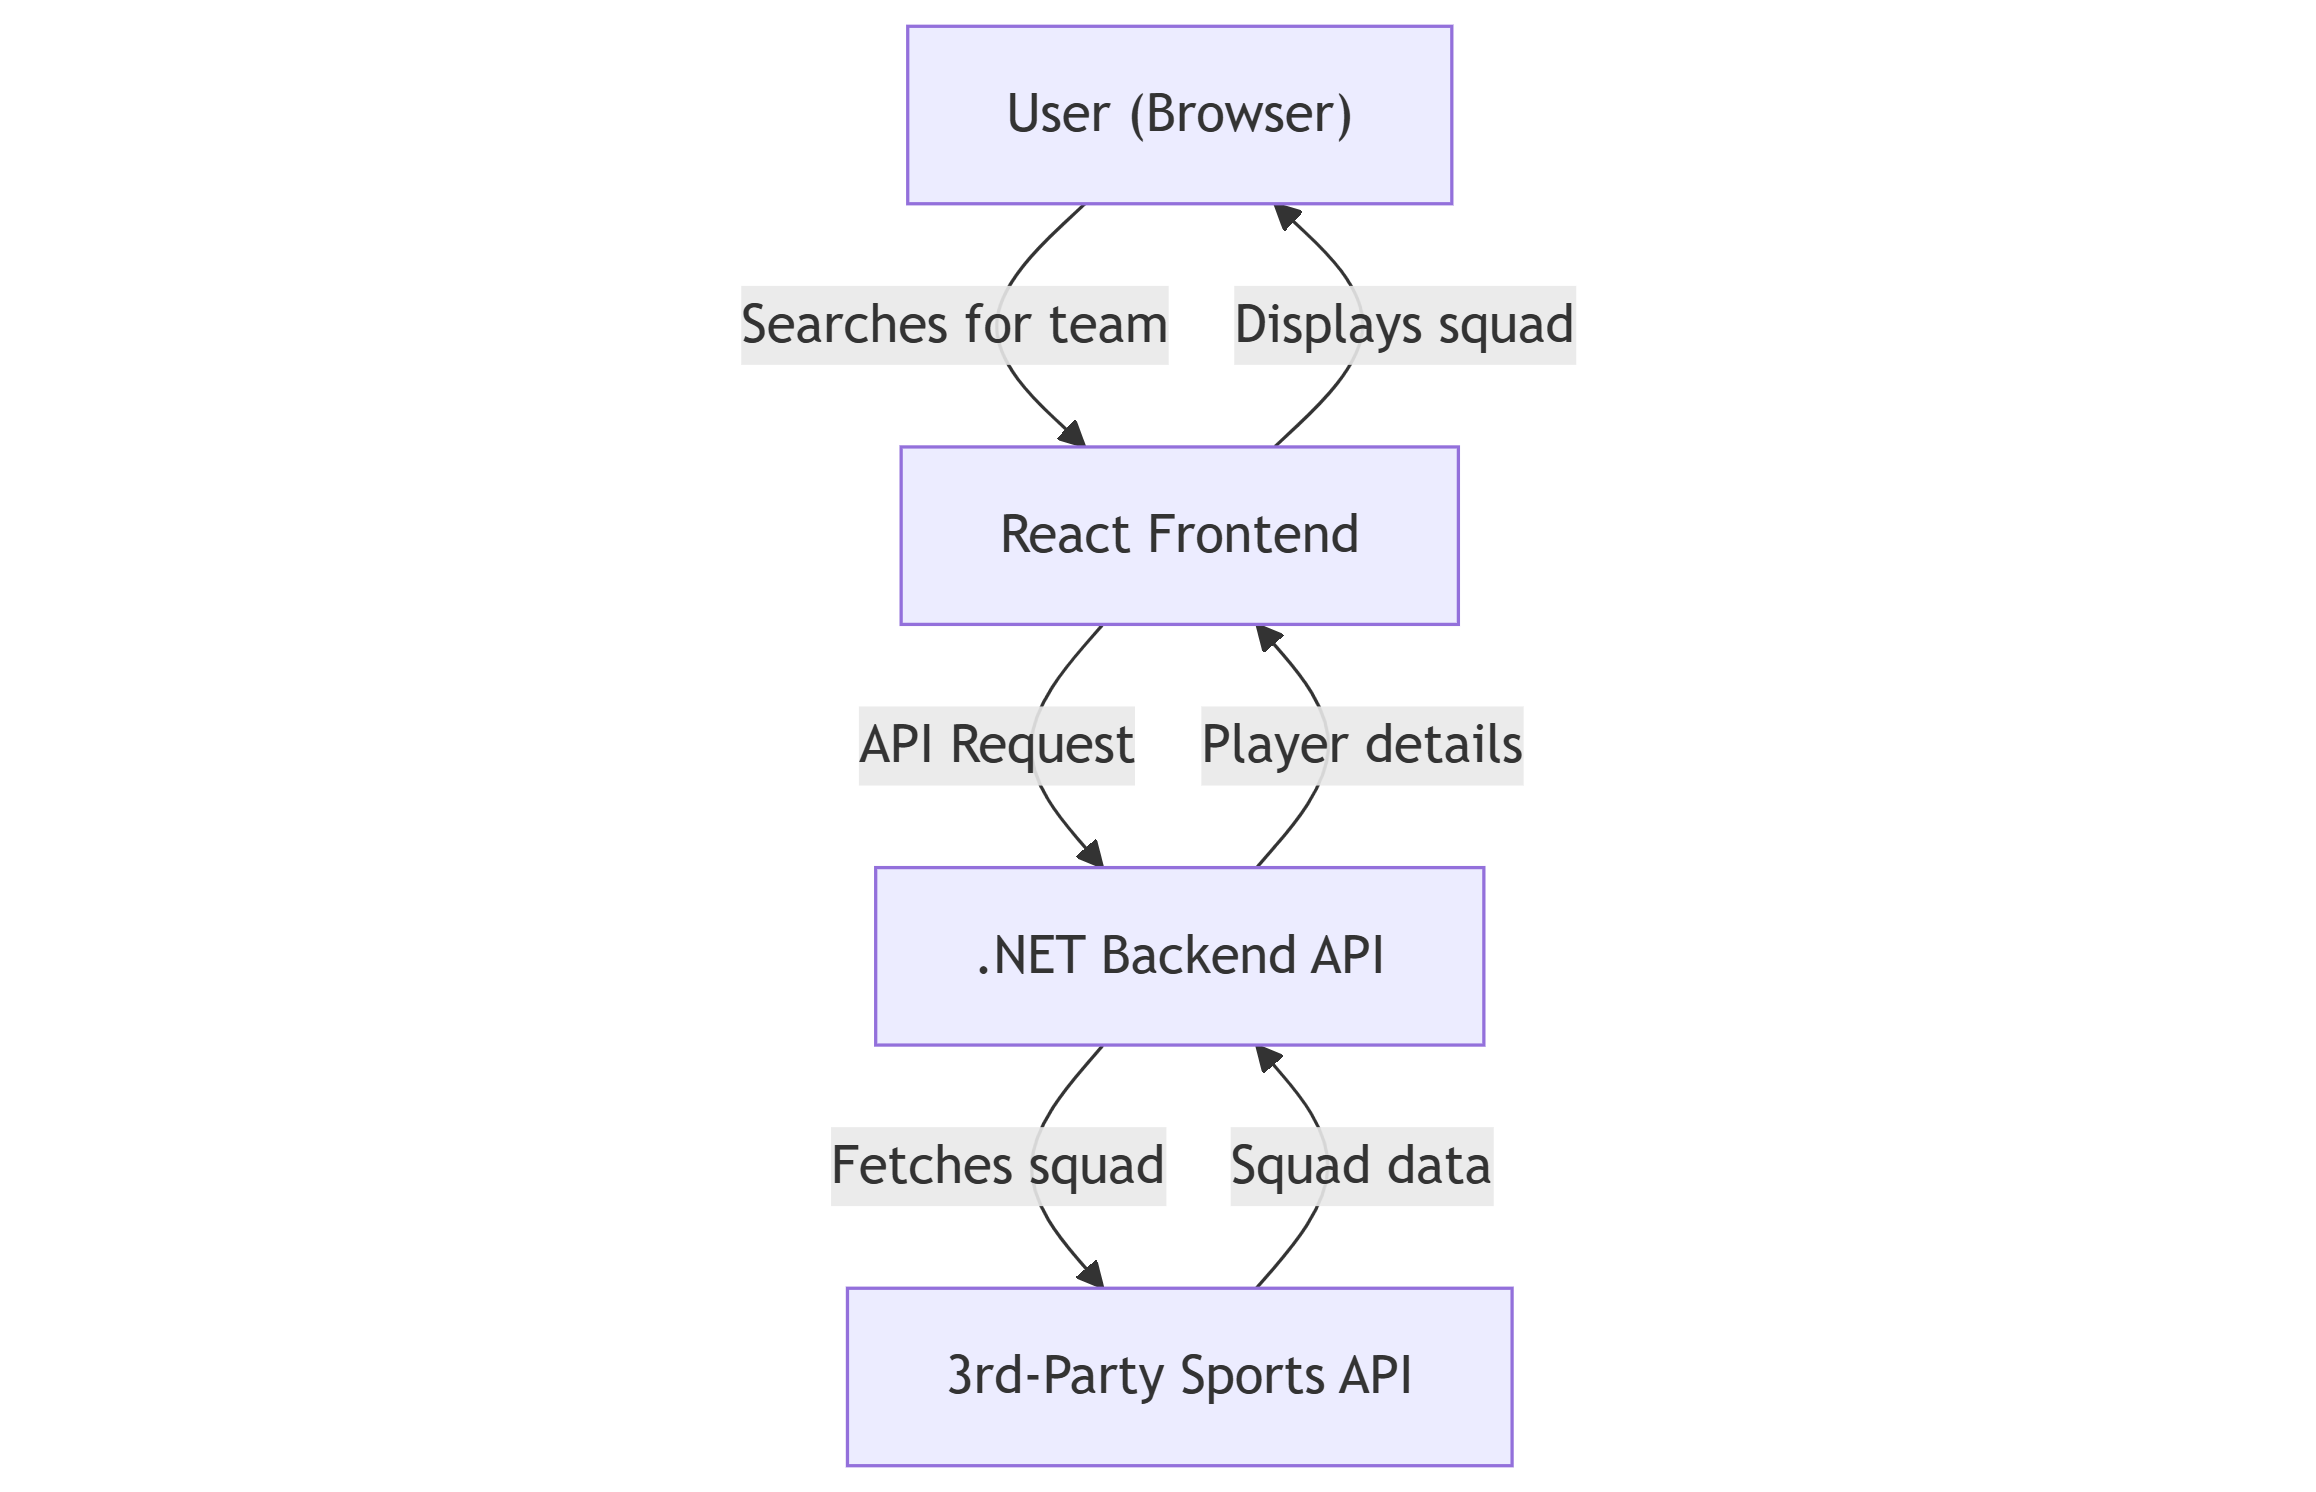 User (Browser)
Searches for team
Displays squad
React Frontend
API Request
Player details
.NET Backend API
Fetches squad
Squad data
3rd-Party Sports API